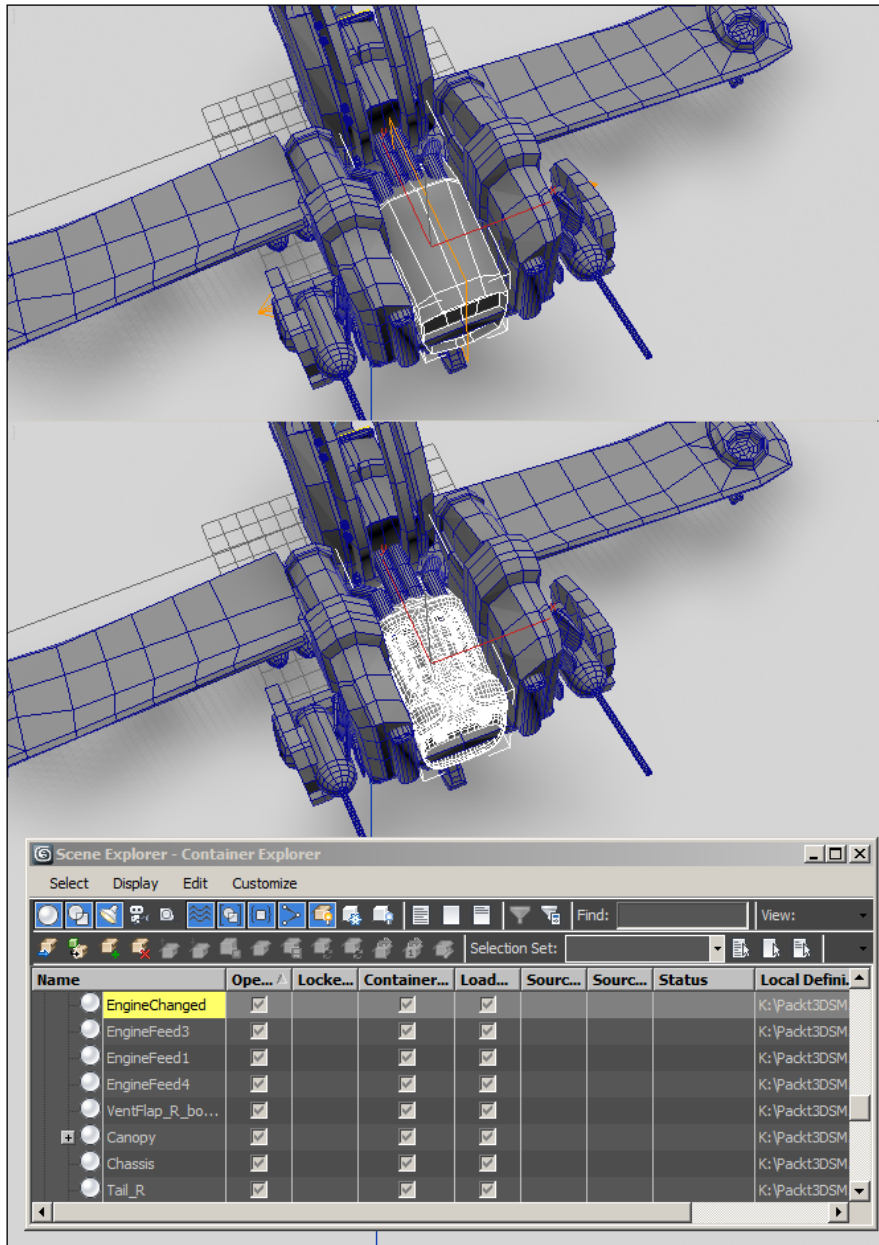 Scene Explorer - Container Explorer
Select Display Edit Customize
Find: View:
Selection Set:
Name Ope... Locke... Container... Load... Sourc... Sourc... Status Local Defini...
EngineChanged K:\Packt3DSM
EngineFeed3 K:\Packt3DSM
EngineFeed1 K:\Packt3DSM
EngineFeed4 K:\Packt3DSM
VentFlap_R_bo... K:\Packt3DSM
Canopy K:\Packt3DSM
Chassis K:\Packt3DSM
Tail_R K:\Packt3DSM